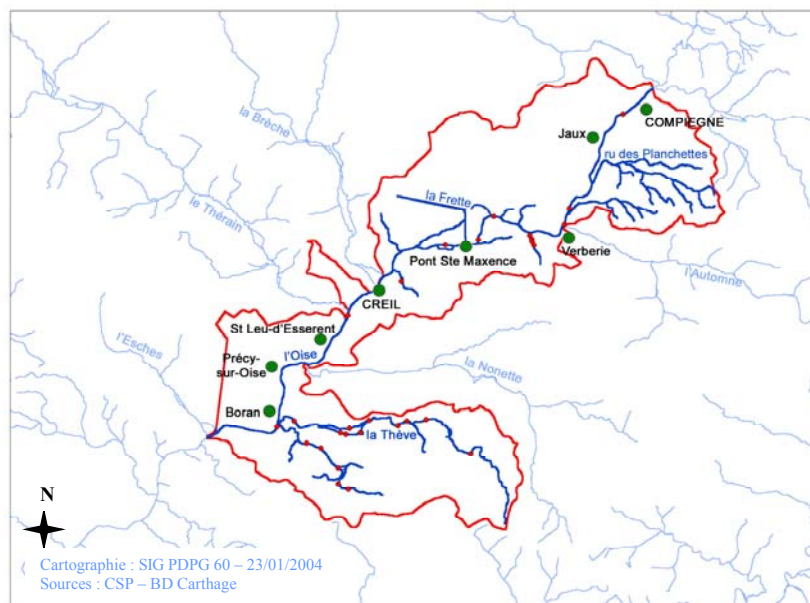 la Brèche
COMPIEGNE
Jaux
ru des Planchettes
la Frette
le Thérain
Pont Ste Maxence
Verberie
l'Automne
CREIL
St Leu-d'Esserent
l'Esches
l'Oise
Précy-
sur-Oise
la Nonette
Boran
la Thève
N
Cartographie : SIG PDPG 60 – 23/01/2004
Sources : CSP – BD Carthage